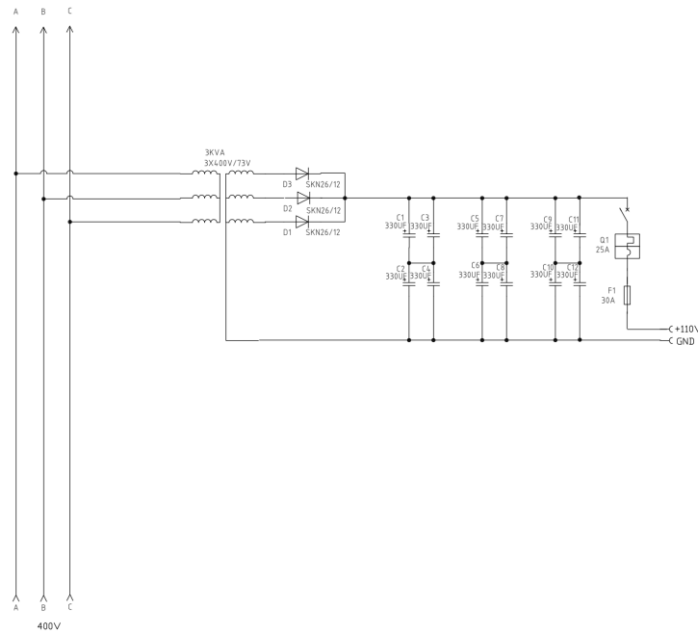 A B C
3KVA
3X400V/73V
D3 SKN26/12
D2 SKN26/12
D1 SKN26/12
C1 C3 C5 C7 C9 C11
330UF 330UF 330UF 330UF 330UF 330UF
Q1
25A
C2 C4 C6 C8 C10 C12
330UF 330UF 330UF 330UF 330UF 330UF
F1
30A
+110V
GND
A B C
400V